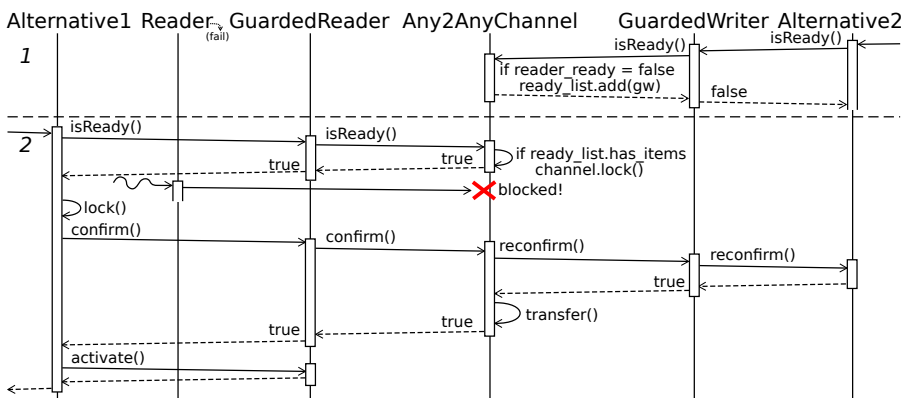 Alternative1 Reader GuardedReader Any2AnyChannel GuardedWriter Alternative2
(fail)
1
isReady()
isReady()
if reader_ready = false
ready_list.add(gw)
false
2
isReady()
isReady()
if ready_list.has_items
channel.lock()
true
true
blocked!
lock()
confirm()
confirm()
reconfirm()
reconfirm()
true
transfer()
true
true
activate()